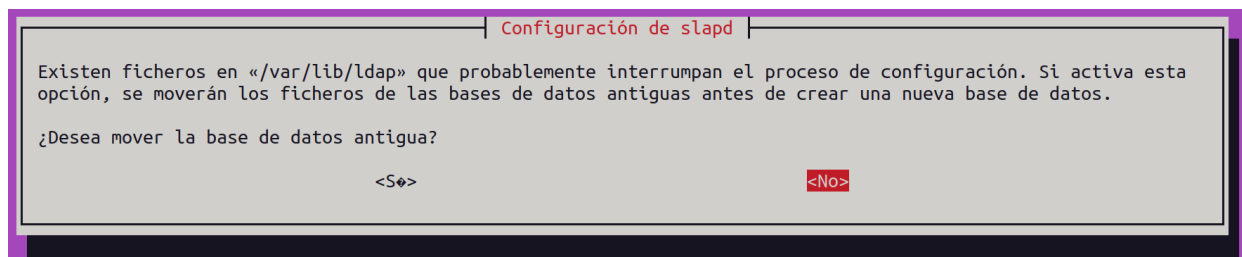 Configuración de slapd
Existen ficheros en «/var/lib/ldap» que probablemente interrumpan el proceso de configuración. Si activa esta
opción, se moverán los ficheros de las bases de datos antiguas antes de crear una nueva base de datos.
¿Desea mover la base de datos antigua?
<S�> <No>